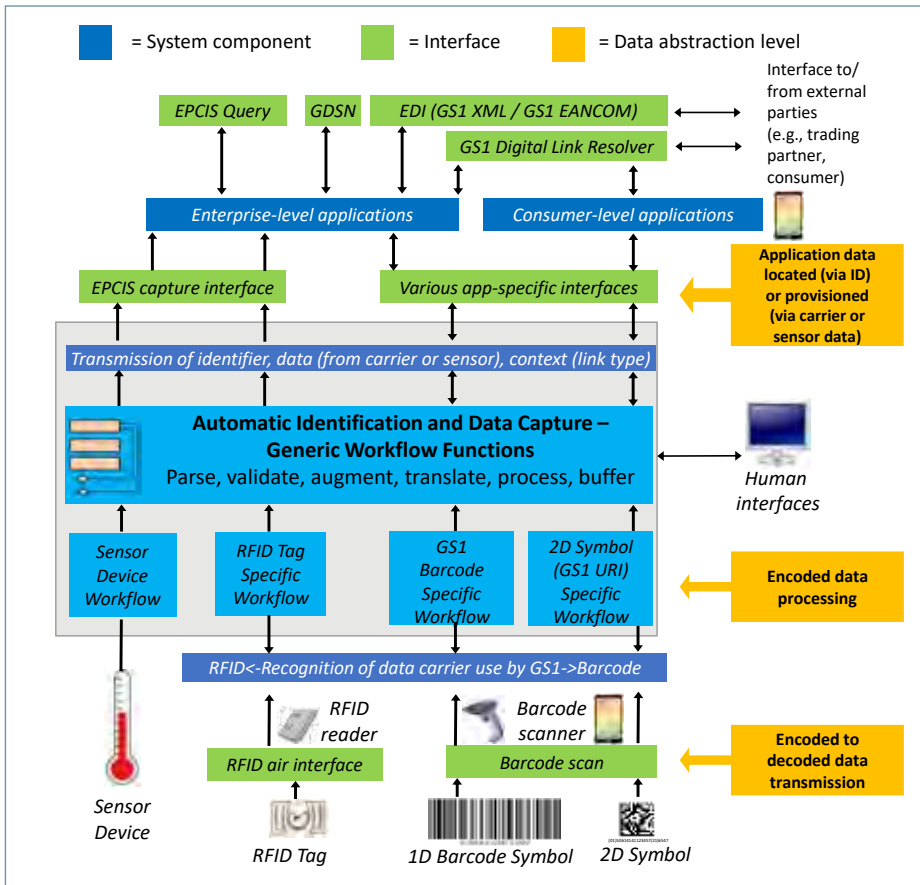 = System component
= Interface
= Data abstraction level
EPCIS Query
GDSN
EDI (GS1 XML / GS1 EANCOM)
GS1 Digital Link Resolver
Interface to/
from external
parties
(e.g., trading
partner,
consumer)
Enterprise-level applications
Consumer-level applications
EPCIS capture interface
Various app-specific interfaces
Application data
located (via ID)
or provisioned
(via carrier or
sensor data)
Transmission of identifier, data (from carrier or sensor), context (link type)
Automatic Identification and Data Capture –
Generic Workflow Functions
Parse, validate, augment, translate, process, buffer
Human
interfaces
Sensor
Device
Workflow
RFID Tag
Specific
Workflow
GS1
Barcode
Specific
Workflow
2D Symbol
(GS1 URI)
Specific
Workflow
Encoded data
processing
RFID<-Recognition of data carrier use by GS1->Barcode
RFID
reader
Barcode
scanner
RFID air interface
Barcode scan
Encoded to
decoded data
transmission
Sensor
Device
RFID Tag
1D Barcode Symbol
2D Symbol